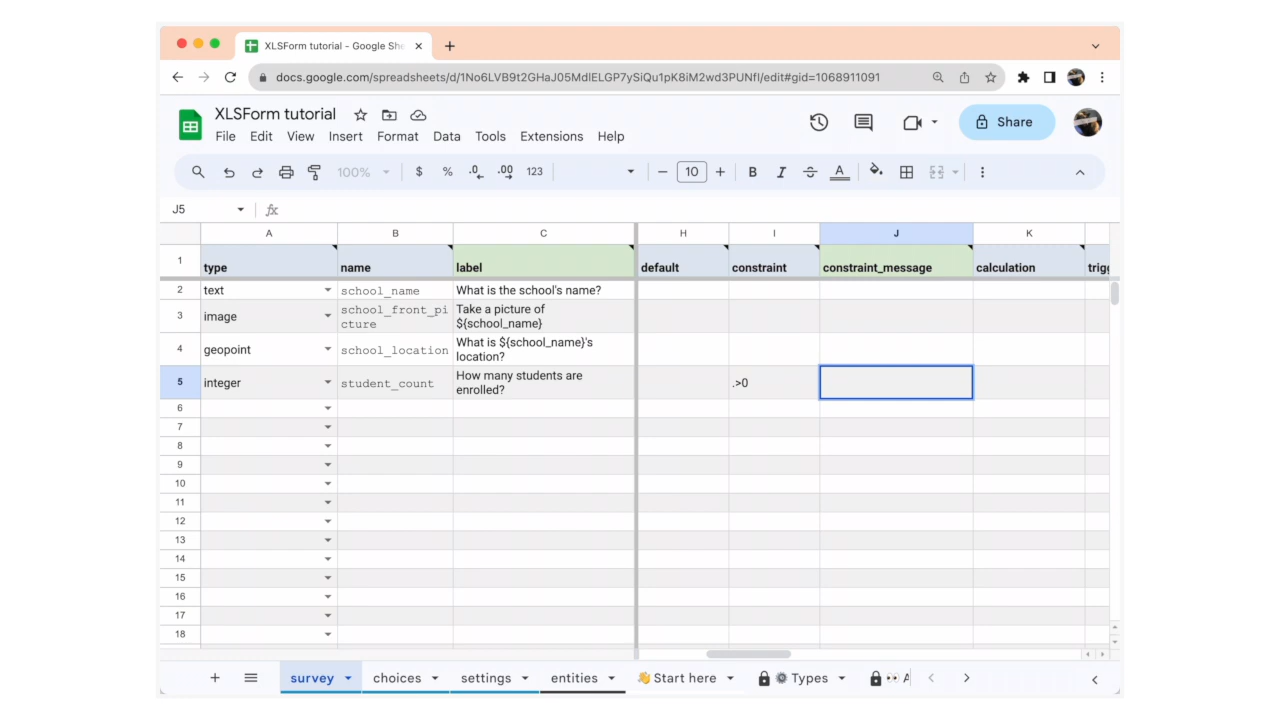 XLSForm tutorial - Google She
docs.google.com/spreadsheets/d/1No6LVB9t2GHaJ05MdlELGP7ySiQu1pK8iM2wd3PUNfI/edit#gid=1068911091
XLSForm tutorial
File Edit View Insert Format Data Tools Extensions Help
Share
100% $ % .0 .00 123 10 B I A
J5 fx
A B C H I J K
1 type name label default constraint constraint_message calculation trigg
2 text school_name What is the school's name?
3 image school_front_pi
cture Take a picture of
${school_name}
4 geopoint school_location What is ${school_name}'s
location?
5 integer student_count How many students are
enrolled? .>0
6
7
8
9
10
11
12
13
14
15
16
17
18
survey choices settings entities Start here Types A